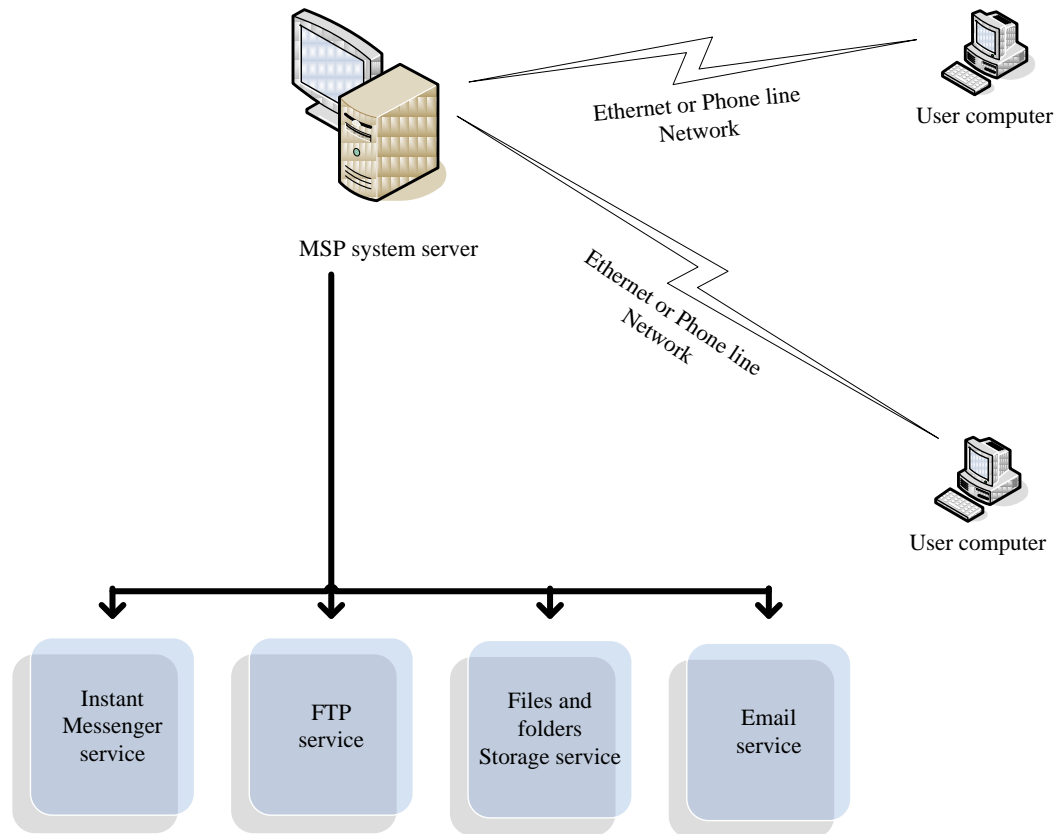 Ethernet or Phone line
Network
User computer
MSP system server
Ethernet or Phone line
Network
User computer
Instant
Messenger
service
FTP
service
Files and
folders
Storage service
Email
service